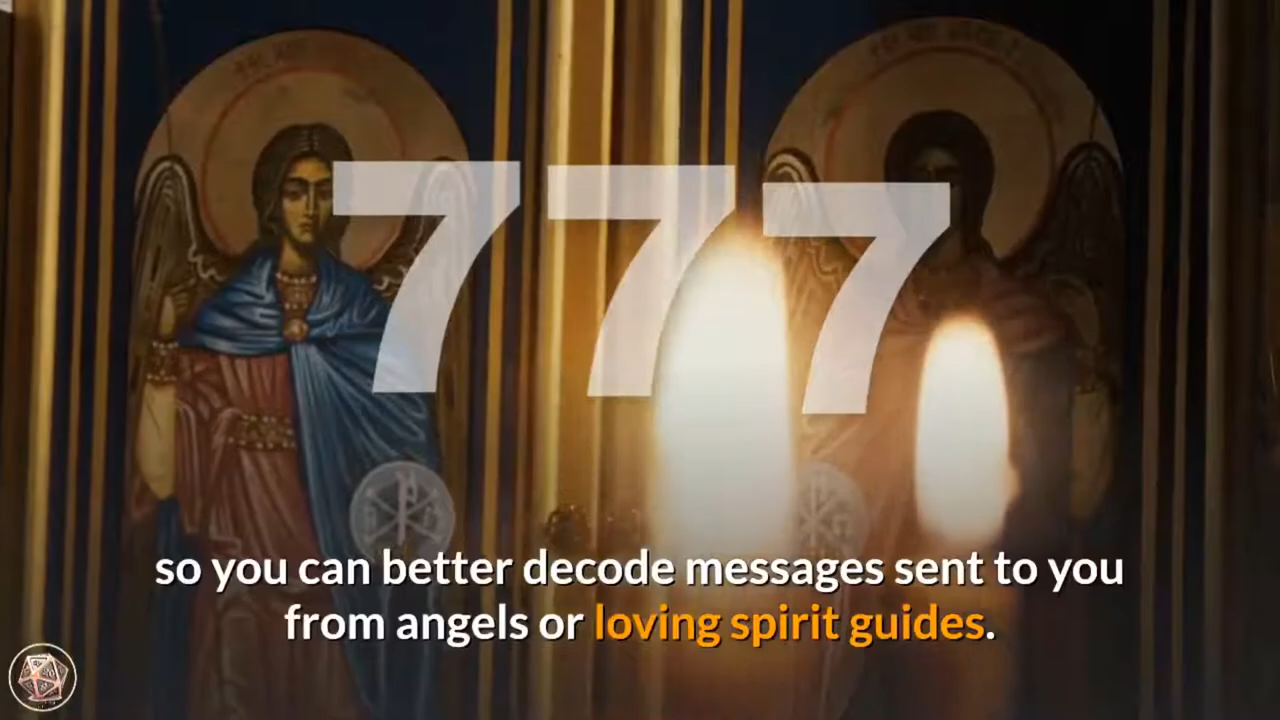 777
so you can better decode messages sent to you
from angels or loving spirit guides.